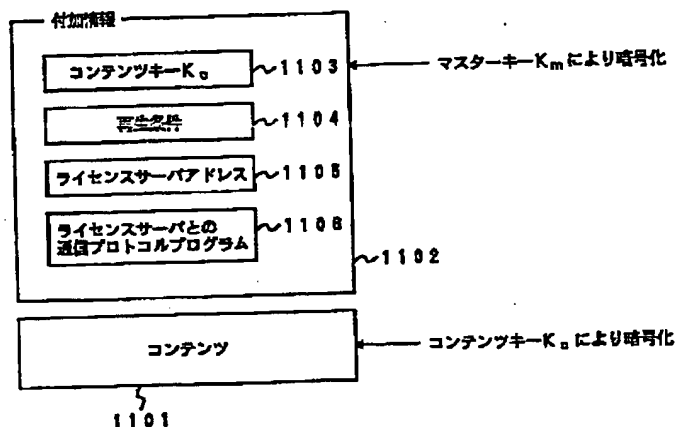 付加情報
コンテンツキーKc
1103
マスターキーKmにより暗号化
再生条件
1104
ライセンスサーバアドレス
1105
ライセンスサーバとの
通信プロトコルプログラム
1106
1102
コンテンツ
コンテンツキーKcにより暗号化
1101